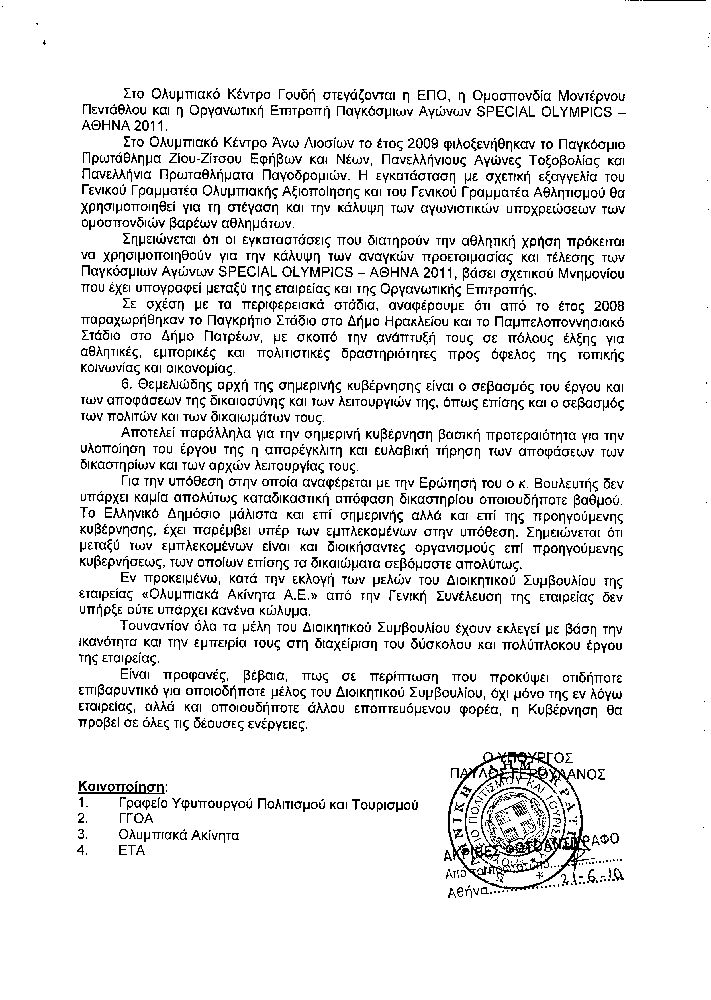 Στο Ολυμπιακό Κέντρο Γουδή στεγάζονται η ΕΠΟ, η Ομοσπονδία Μοντέρνου
Πεντάθλου και η Οργανωτική Επιτροπή Παγκόσμιων Αγώνων SPECIAL OLYMPICS –
ΑΘΗΝΑ 2011.
Στο Ολυμπιακό Κέντρο Άνω Λιοσίων το έτος 2009 φιλοξενήθηκαν το Παγκόσμιο
Πρωτάθλημα Ζίου-Ζίτσου Εφήβων και Νέων, Πανελλήνιους Αγώνες Τοξοβολίας και
Πανελλήνια Πρωταθλήματα Παγοδρομιών. Η εγκατάσταση με σχετική εξαγγελία του
Γενικού Γραμματέα Ολυμπιακής Αξιοποίησης και του Γενικού Γραμματέα Αθλητισμού θα
χρησιμοποιηθεί για τη στέγαση και την κάλυψη των αγωνιστικών υποχρεώσεων των
ομοσπονδιών βαρέων αθλημάτων.
Σημειώνεται ότι οι εγκαταστάσεις που διατηρούν την αθλητική χρήση πρόκειται
να χρησιμοποιηθούν για την κάλυψη των αναγκών προετοιμασίας και τέλεσης των
Παγκόσμιων Αγώνων SPECIAL OLYMPICS – ΑΘΗΝΑ 2011, βάσει σχετικού Μνημονίου
που έχει υπογραφεί μεταξύ της εταιρείας και της Οργανωτικής Επιτροπής.
Σε σχέση με τα περιφερειακά στάδια, αναφέρουμε ότι από το έτος 2008
παραχωρήθηκαν το Παγκρήτιο Στάδιο στο Δήμο Ηρακλείου και το Παμπελοποννησιακό
Στάδιο στο Δήμο Πατρέων, με σκοπό την ανάπτυξή τους σε πόλους έλξης για
αθλητικές, εμπορικές και πολιτιστικές δραστηριότητες προς όφελος της τοπικής
κοινωνίας και οικονομίας.
6. Θεμελιώδης αρχή της σημερινής κυβέρνησης είναι ο σεβασμός του έργου και
των αποφάσεων της δικαιοσύνης και των λειτουργιών της, όπως επίσης και ο σεβασμός
των πολιτών και των δικαιωμάτων τους.
Αποτελεί παράλληλα για την σημερινή κυβέρνηση βασική προτεραιότητα για την
υλοποίηση του έργου της η απαρέγκλιτη και ευλαβική τήρηση των αποφάσεων των
δικαστηρίων και των αρχών λειτουργίας τους.
Για την υπόθεση στην οποία αναφέρεται με την Ερώτησή του ο κ. Βουλευτής δεν
υπάρχει καμία απολύτως καταδικαστική απόφαση δικαστηρίου οποιουδήποτε βαθμού.
Το Ελληνικό Δημόσιο μάλιστα και επί σημερινής αλλά και επί της προηγούμενης
κυβέρνησης, έχει παρέμβει υπέρ των εμπλεκομένων στην υπόθεση. Σημειώνεται ότι
μεταξύ των εμπλεκομένων είναι και διοικήσαντες οργανισμούς επί προηγούμενης
κυβερνήσεως, των οποίων επίσης τα δικαιώματα σεβόμαστε απολύτως.
Εν προκειμένω, κατά την εκλογή των μελών του Διοικητικού Συμβουλίου της
εταιρείας «Ολυμπιακά Ακίνητα Α.Ε.» από την Γενική Συνέλευση της εταιρείας δεν
υπήρξε ούτε υπάρχει κανένα κώλυμα.
Τουναντίον όλα τα μέλη του Διοικητικού Συμβουλίου έχουν εκλεγεί με βάση την
ικανότητα και την εμπειρία τους στη διαχείριση του δύσκολου και πολύπλοκου έργου
της εταιρείας.
Είναι προφανές, βέβαια, πως σε περίπτωση που προκύψει οτιδήποτε
επιβαρυντικό για οποιοδήποτε μέλος του Διοικητικού Συμβουλίου, όχι μόνο της εν λόγω
εταιρείας, αλλά και οποιουδήποτε άλλου εποπτευόμενου φορέα, η Κυβέρνηση θα
προβεί σε όλες τις δέουσες ενέργειες.
Ο ΥΠΟΥΡΓΟΣ
ΠΑΥΛΟΣ ΓΕΡΟΥΛΑΝΟΣ
Κοινοποίηση:
1. Γραφείο Υφυπουργού Πολιτισμού και Τουρισμού
2. ΓΓΟΑ
3. Ολυμπιακά Ακίνητα
4. ΕΤΑ
ΕΛΛΗΝΙΚΗ ΔΗΜΟΚΡΑΤΙΑ
ΥΠΟΥΡΓΕΙΟ ΠΟΛΙΤΙΣΜΟΥ ΚΑΙ ΤΟΥΡΙΣΜΟΥ
ΑΚΡΙΒΕΣ ΦΩΤΟΑΝΤΙΓΡΑΦΟ
Από το πρωτότυπο
Αθήνα 21-6-10